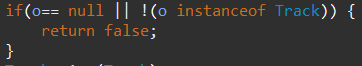 if(o== null || !(o instanceof Track)) {
    return false;
}